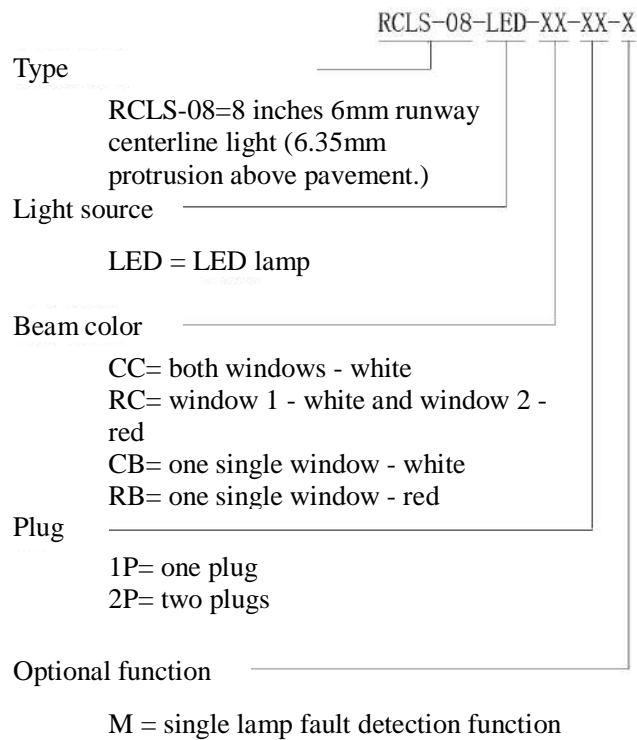 RCLS-08-LED-XX-XX-X
Type
RCLS-08=8 inches 6mm runway
centerline light (6.35mm
protrusion above pavement.)
Light source
LED = LED lamp
Beam color
CC= both windows - white
RC= window 1 - white and window 2 -
red
CB= one single window - white
RB= one single window - red
Plug
1P= one plug
2P= two plugs
Optional function
M = single lamp fault detection function